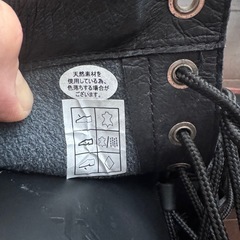 天然素材を
使用している為、
色落ちする場合が
ございます。